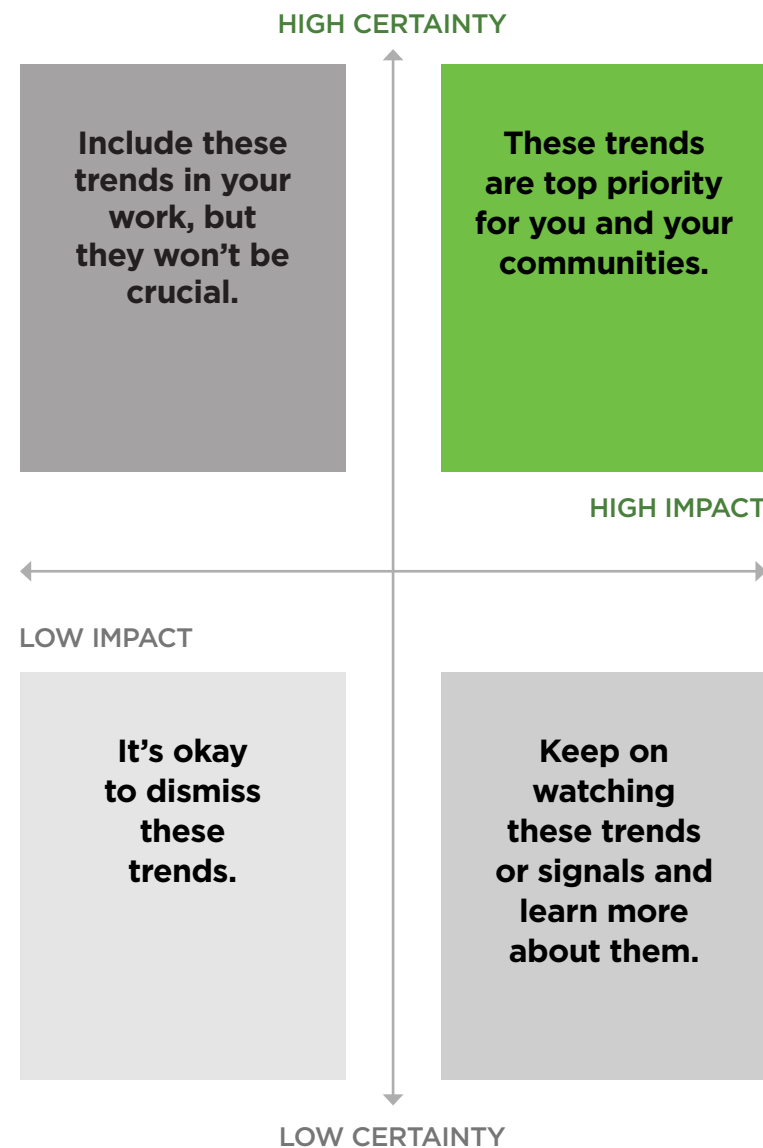 HIGH CERTAINTY
Include these
trends in your
work, but
they won’t be
crucial.
These trends
are top priority
for you and your
communities.
HIGH IMPACT
LOW IMPACT
It’s okay
to dismiss
these
trends.
Keep on
watching
these trends
or signals and
learn more
about them.
LOW CERTAINTY